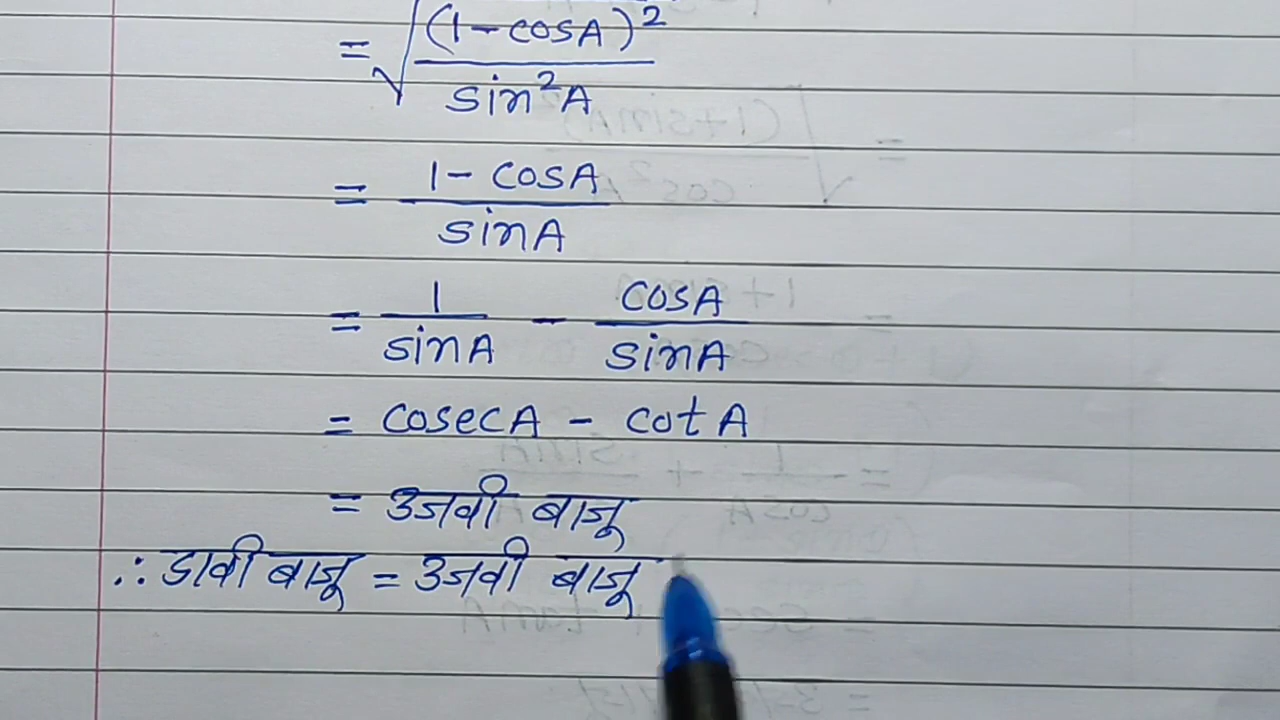 = √((1-cosA)²/sin²A)
= (1-cosA)/sinA
= 1/sinA - cosA/sinA
= cosecA - cotA
= उजवी बाजू
∴ डावी बाजू = उजवी बाजू